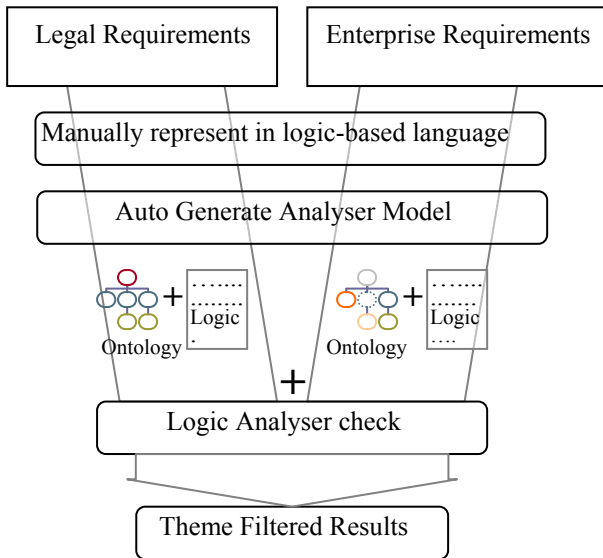 Legal Requirements
Enterprise Requirements
Manually represent in logic-based language
Auto Generate Analyser Model
+
.. .....
........
Logic
.
Ontology
+
.. .....
........
Logic
....
Ontology
+
Logic Analyser check
Theme Filtered Results